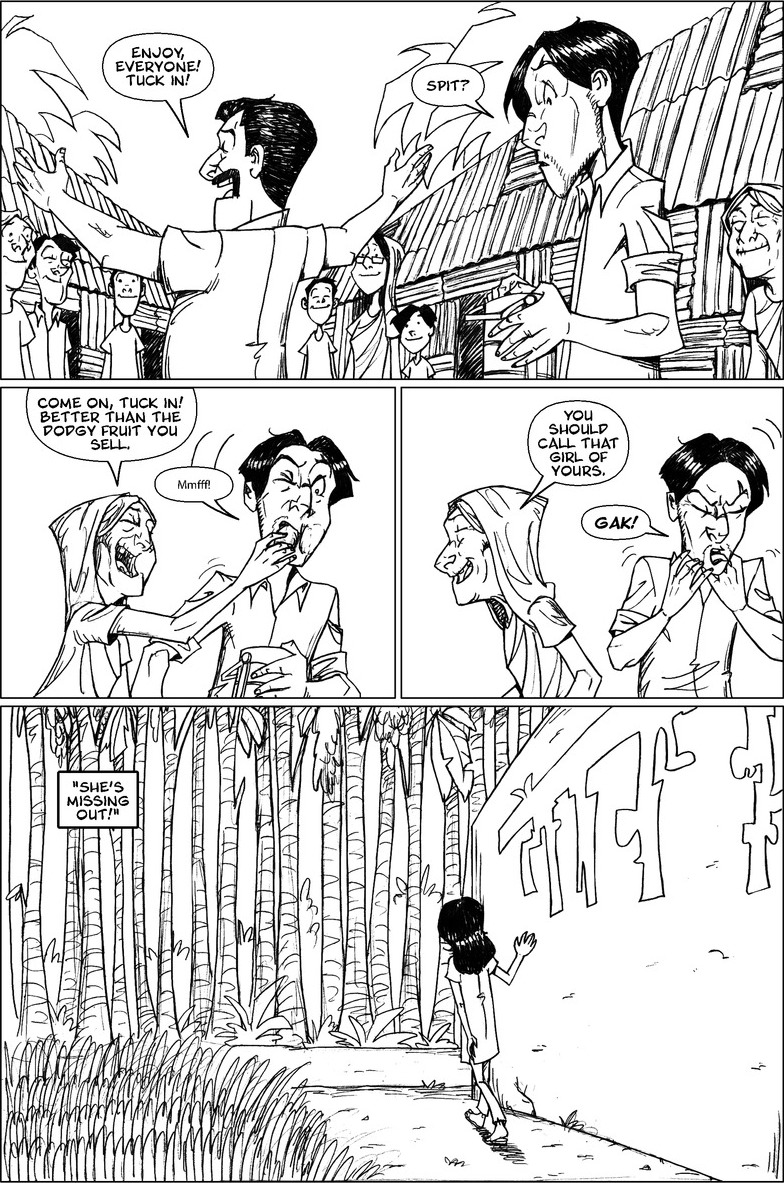 ENJOY,
EVERYONE!
TUCK IN!
SPIT?
COME ON, TUCK IN!
BETTER THAN THE
DODGY FRUIT YOU
SELL.
Mmfff!
YOU
SHOULD
CALL THAT
GIRL OF
YOURS.
GAK!
"SHE'S
MISSING
OUT!"